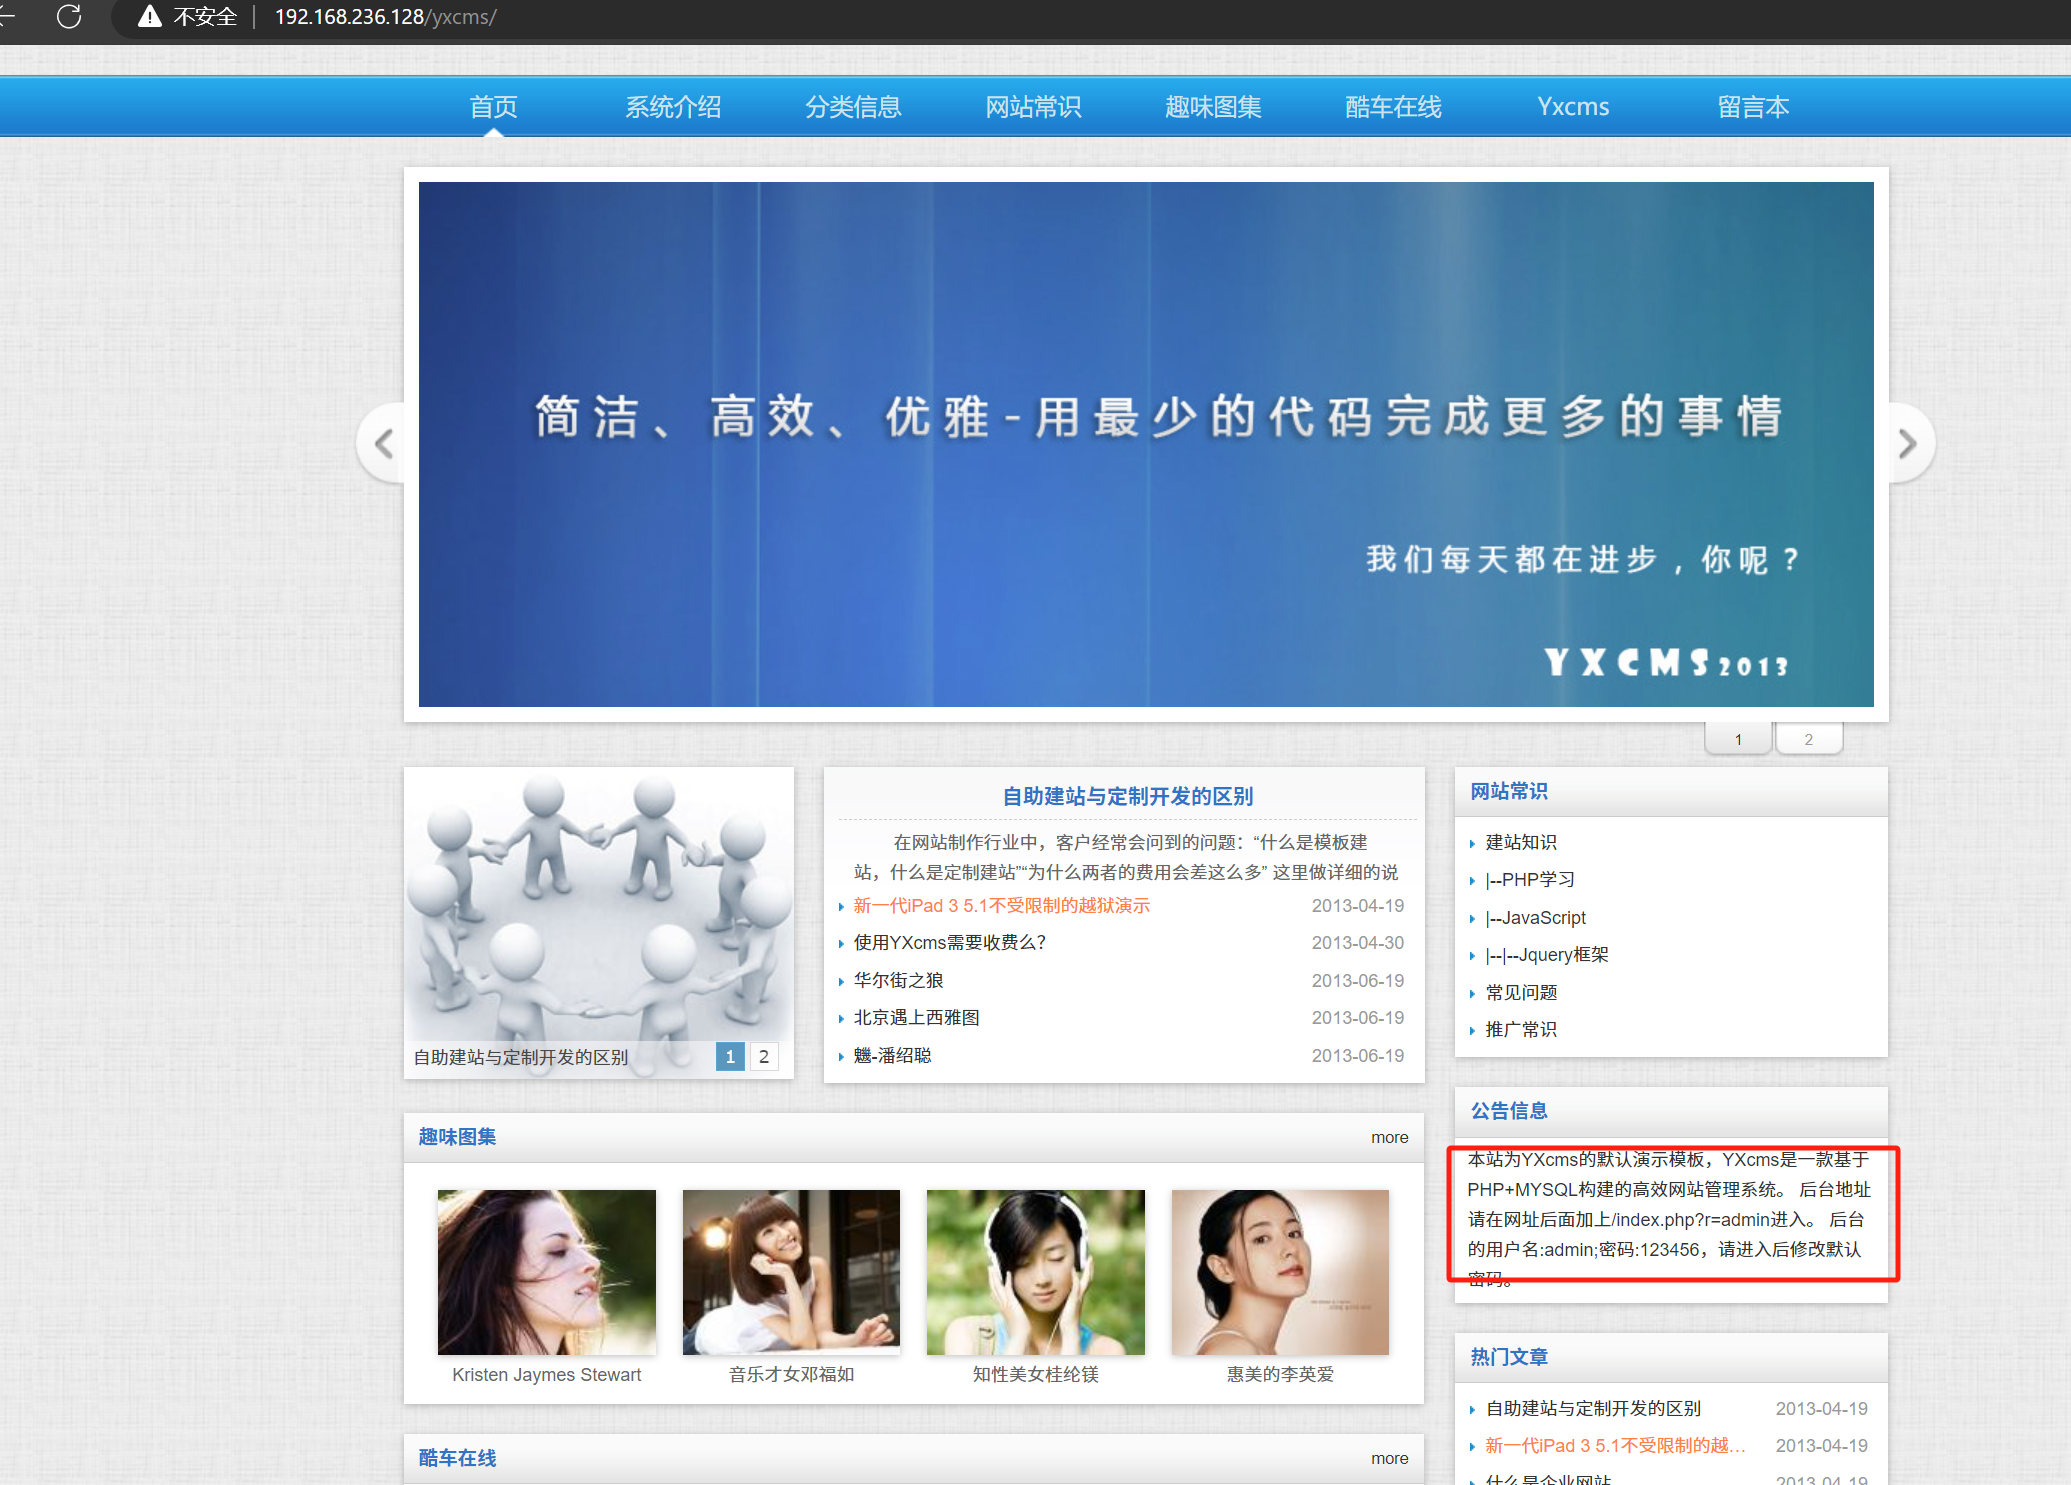 不安全 192.168.236.128/yxcms/
首页 系统介绍 分类信息 网站常识 趣味图集 酷车在线 Yxcms 留言本
简洁、高效、优雅-用最少的代码完成更多的事情
我们每天都在进步，你呢？
YXCMS2013
1 2
自助建站与定制开发的区别
1 2
自助建站与定制开发的区别
在网站制作行业中，客户经常会问到的问题：“什么是模板建
站，什么是定制建站”“为什么两者的费用会差这么多” 这里做详细的说
新一代iPad 3 5.1不受限制的越狱演示 2013-04-19
使用YXcms需要收费么？ 2013-04-30
华尔街之狼 2013-06-19
北京遇上西雅图 2013-06-19
魑-潘绍聪 2013-06-19
网站常识
建站知识
|--PHP学习
|--JavaScript
|--|--Jquery框架
常见问题
推广常识
公告信息
本站为YXcms的默认演示模板，YXcms是一款基于
PHP+MYSQL构建的高效网站管理系统。 后台地址
请在网址后面加上/index.php?r=admin进入。 后台
的用户名:admin;密码:123456，请进入后修改默认
密码。
趣味图集 more
Kristen Jaymes Stewart 音乐才女邓福如 知性美女桂纶镁 惠美的李英爱
热门文章
自助建站与定制开发的区别 2013-04-19
新一代iPad 3 5.1不受限制的越… 2013-04-19
什么是企业网站 2013-04-19
酷车在线 more